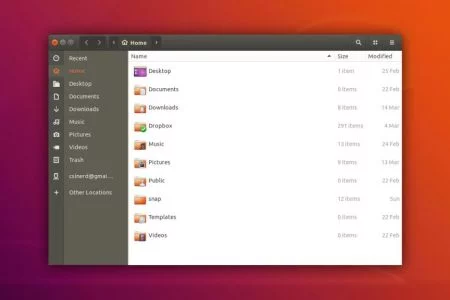 Home
Name Size Modified
Recent
Home
Desktop
Documents
Downloads
Music
Pictures
Videos
Trash
csinerd@gmai...
Other Locations
Desktop 1 item 25 Feb
Documents 0 items 22 Feb
Downloads 8 items 14 Mar
Dropbox 291 items 4 Mar
Music 13 items 24 Feb
Pictures 9 items 13 Mar
Public 0 items 22 Feb
snap 12 items Sun
Templates 0 items 22 Feb
Videos 0 items 22 Feb